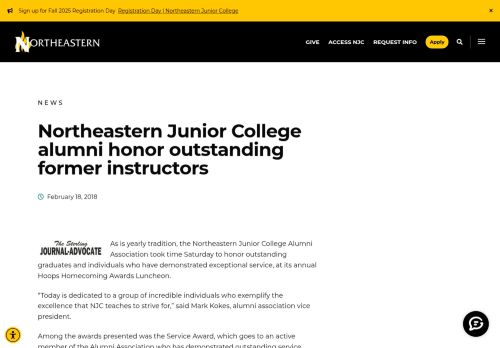 Sign up for Fall 2025 Registration Day Registration Day | Northeastern Junior College ×
NORTHEASTERN
GIVE ACCESS NJC REQUEST INFO Apply
NEWS
Northeastern Junior College
alumni honor outstanding
former instructors
February 18, 2018
The Sterling
JOURNAL-ADVOCATE
As is yearly tradition, the Northeastern Junior College Alumni
Association took time Saturday to honor outstanding
graduates and individuals who have demonstrated exceptional service, at its annual
Hoops Homecoming Awards Luncheon.
“Today is dedicated to a group of incredible individuals who exemplify the
excellence that NJC teaches to strive for,” said Mark Kokes, alumni association vice
president.
Among the awards presented was the Service Award, which goes to an active
member of the Alumni Association who has demonstrated outstanding service